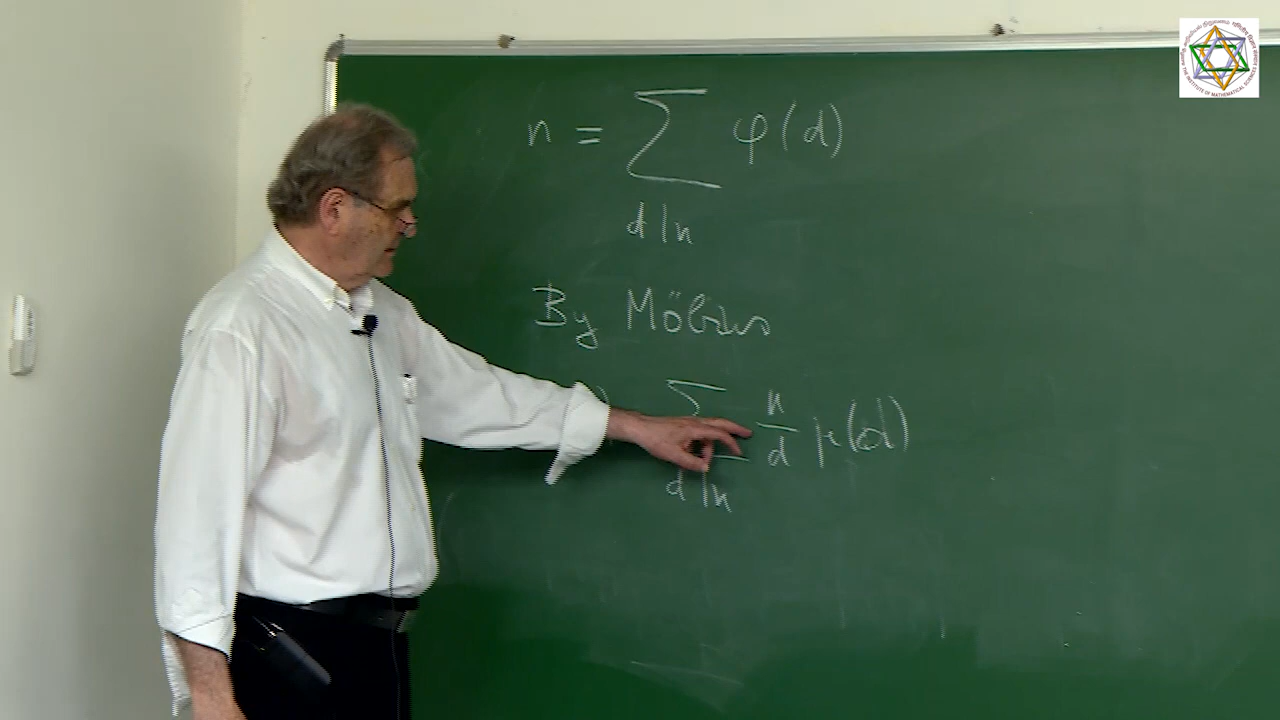 n = ∑ φ(d)
d|n
By Möbius
) ∑ n/d μ(d)
d|n